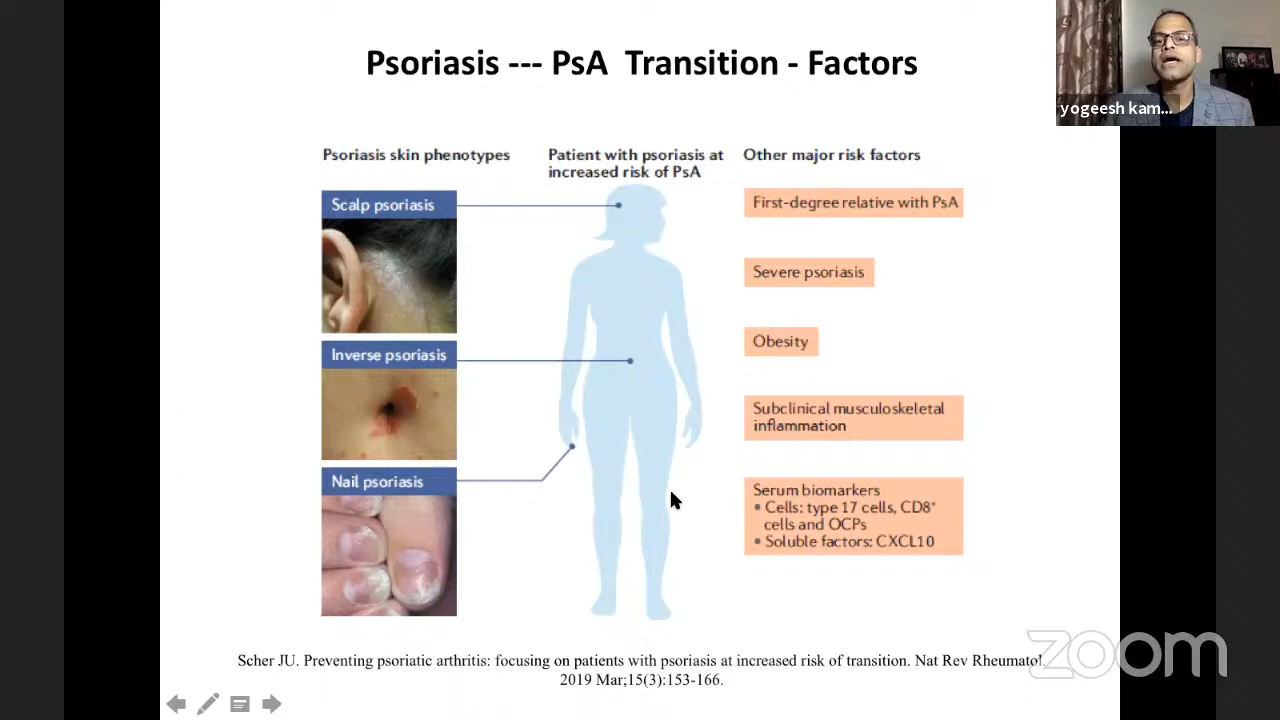 Psoriasis --- PsA Transition - Factors
yogeesh kam...
Psoriasis skin phenotypes
Patient with psoriasis at
increased risk of PsA
Other major risk factors
Scalp psoriasis
Inverse psoriasis
Nail psoriasis
First-degree relative with PsA
Severe psoriasis
Obesity
Subclinical musculoskeletal
inflammation
Serum biomarkers
• Cells: type 17 cells, CD8⁺
cells and OCPs
• Soluble factors: CXCL10
Scher JU. Preventing psoriatic arthritis: focusing on patients with psoriasis at increased risk of transition. Nat Rev Rheumatol.
2019 Mar;15(3):153-166.
zoom